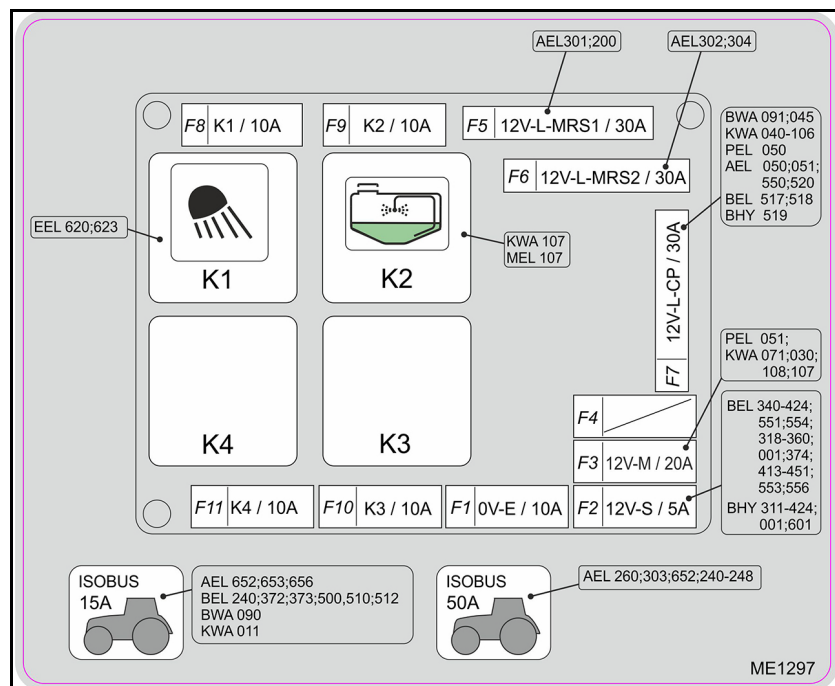 AEL301;200
AEL302;304
F8 K1 / 10A
F9 K2 / 10A
F5 12V-L-MRS1 / 30A
BWA 091;045
KWA 040-106
PEL 050
AEL 050;051;
550;520
BEL 517;518
BHY 519
F6 12V-L-MRS2 / 30A
EEL 620;623
K1
K2
KWA 107
MEL 107
F7 12V-L-CP / 30A
PEL 051;
KWA 071;030;
108;107
K4
K3
F4
F3 12V-M / 20A
BEL 340-424;
551;554;
318-360;
001;374;
413-451;
553;556
BHY 311-424;
001;601
F11 K4 / 10A
F10 K3 / 10A
F1 0V-E / 10A
F2 12V-S / 5A
ISOBUS
15A
AEL 652;653;656
BEL 240;372;373;500,510;512
BWA 090
KWA 011
ISOBUS
50A
AEL 260;303;652;240-248
ME1297